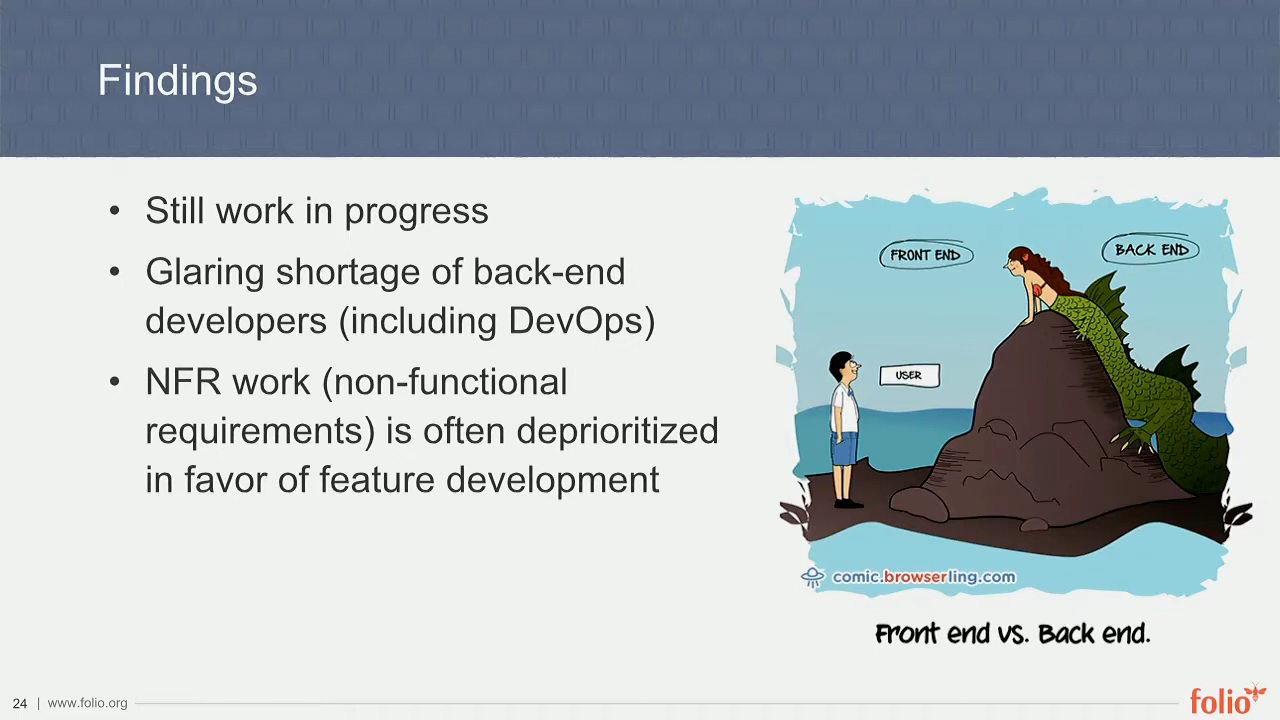 Findings
• Still work in progress
• Glaring shortage of back-end
developers (including DevOps)
• NFR work (non-functional
requirements) is often deprioritized
in favor of feature development
FRONT END
BACK END
USER
comic.browserling.com
Front end vs. Back end.
24 | www.folio.org
folio